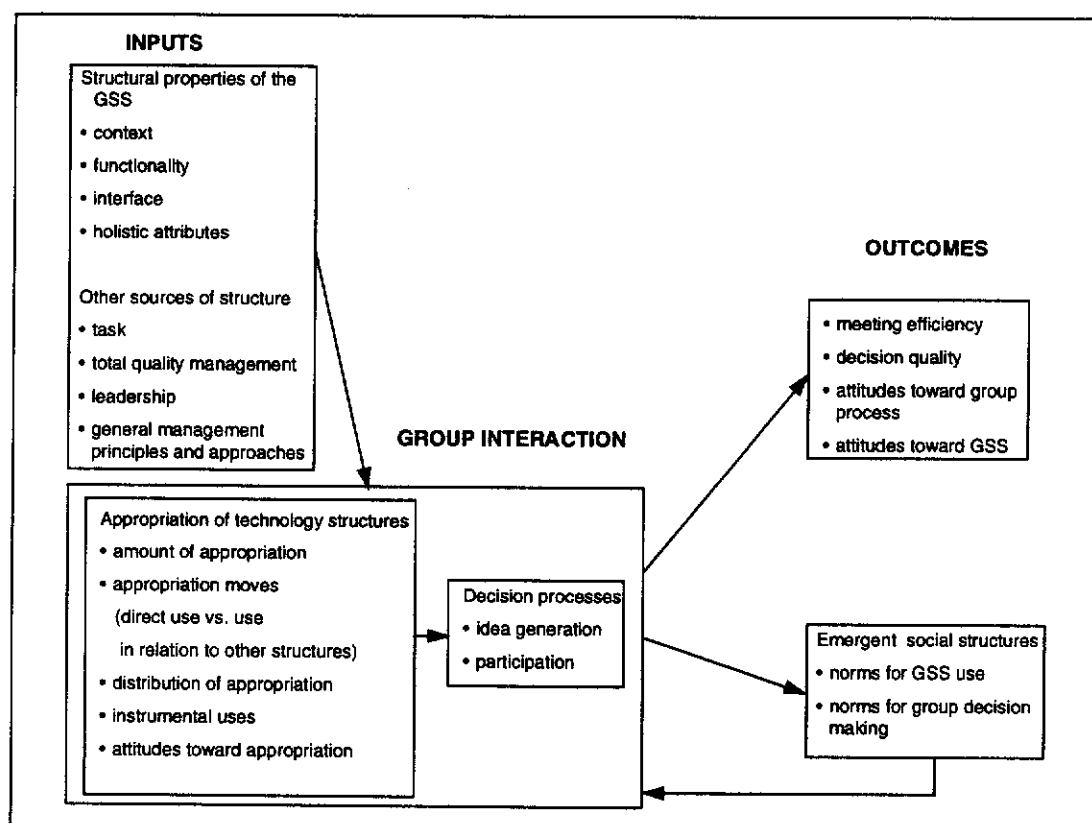 INPUTS
Structural properties of the
GSS
• context
• functionality
• interface
• holistic attributes
Other sources of structure
• task
• total quality management
• leadership
• general management
principles and approaches
GROUP INTERACTION
Appropriation of technology structures
• amount of appropriation
• appropriation moves
(direct use vs. use
in relation to other structures)
• distribution of appropriation
• instrumental uses
• attitudes toward appropriation
Decision processes
• idea generation
• participation
OUTCOMES
• meeting efficiency
• decision quality
• attitudes toward group
process
• attitudes toward GSS
Emergent social structures
• norms for GSS use
• norms for group decision
making